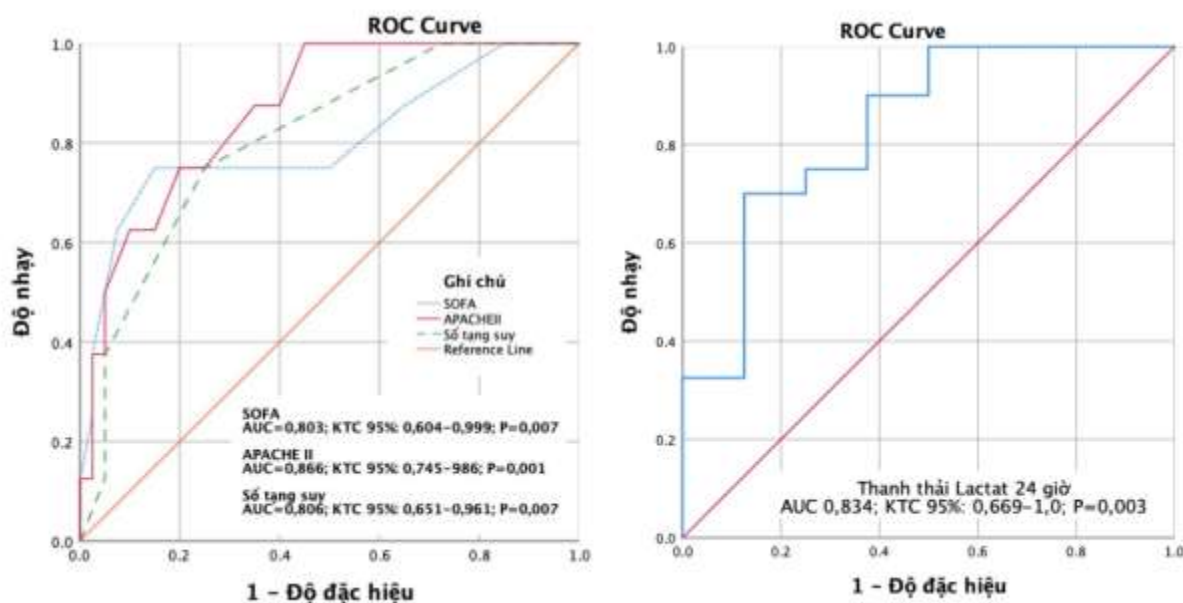 ROC Curve
1.0
0.8
0.6
0.4
0.2
0.0
Độ nhạy
Ghi chú
SOFA
APACHEII
Số tạng suy
Reference Line
SOFA
AUC=0,803; KTC 95%: 0,604-0,999; P=0,007
APACHE II
AUC=0,866; KTC 95%: 0,745-986; P=0,001
Số tạng suy
AUC=0,806; KTC 95%: 0,651-0,961; P=0,007
0.0 0.2 0.4 0.6 0.8 1.0
1 - Độ đặc hiệu
ROC Curve
1.0
0.8
0.6
0.4
0.2
0.0
Độ nhạy
Thanh thải Lactat 24 giờ
AUC 0,834; KTC 95%: 0,669-1,0; P=0,003
0.0 0.2 0.4 0.6 0.8 1.0
1 - Độ đặc hiệu